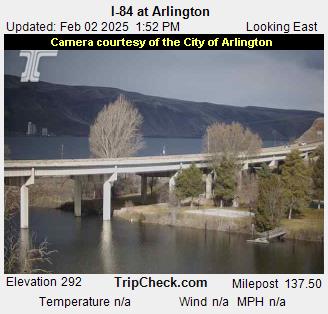 I-84 at Arlington
Updated: Feb 02 2025 1:52 PM Looking East
Camera courtesy of the City of Arlington
Elevation 292 TripCheck.com Milepost 137.50
Temperature n/a Wind n/a MPH n/a